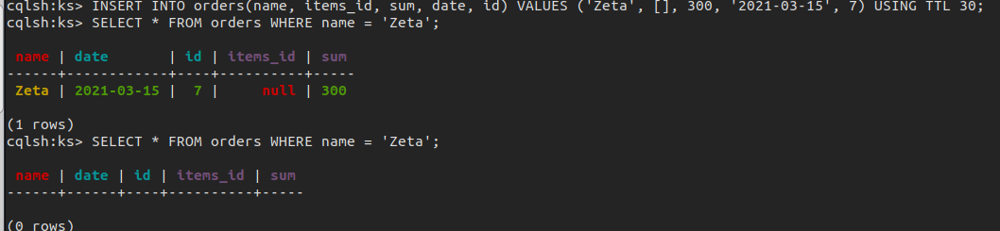 cqlsh:ks> INSERT INTO orders(name, items_id, sum, date, id) VALUES ('Zeta', [], 300, '2021-03-15', 7) USING TTL 30;
cqlsh:ks> SELECT * FROM orders WHERE name = 'Zeta';
 name | date       | id | items_id | sum
------+------------+----+----------+-----
 Zeta | 2021-03-15 |  7 |     null | 300
(1 rows)
cqlsh:ks> SELECT * FROM orders WHERE name = 'Zeta';
 name | date | id | items_id | sum
------+------+----+----------+-----
(0 rows)